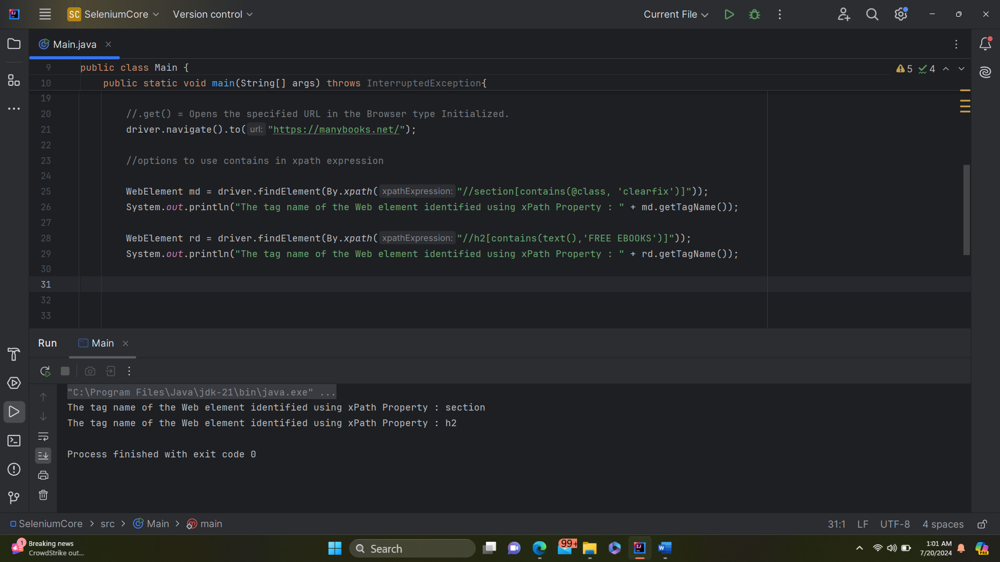 SC SeleniumCore Version control Current File
Main.java
9 public class Main {
5 4
10 public static void main(String[] args) throws InterruptedException{
19
20 //.get() = Opens the specified URL in the Browser type Initialized.
21 driver.navigate().to( url: "https://manybooks.net/");
22
23 //options to use contains in xpath expression
24
25 WebElement md = driver.findElement(By.xpath( xpathExpression: "//section[contains(@class, 'clearfix')]"));
26 System.out.println("The tag name of the Web element identified using xPath Property : " + md.getTagName());
27
28 WebElement rd = driver.findElement(By.xpath( xpathExpression: "//h2[contains(text(),'FREE EBOOKS')]"));
29 System.out.println("The tag name of the Web element identified using xPath Property : " + rd.getTagName());
30
31
32
33
Run Main
"C:\Program Files\Java\jdk-21\bin\java.exe" ...
The tag name of the Web element identified using xPath Property : section
The tag name of the Web element identified using xPath Property : h2
Process finished with exit code 0
SeleniumCore > src > Main > main 31:1 LF UTF-8 4 spaces
1 Breaking news
CrowdStrike out...
Search
99+
1:01 AM
7/20/2024
PRE